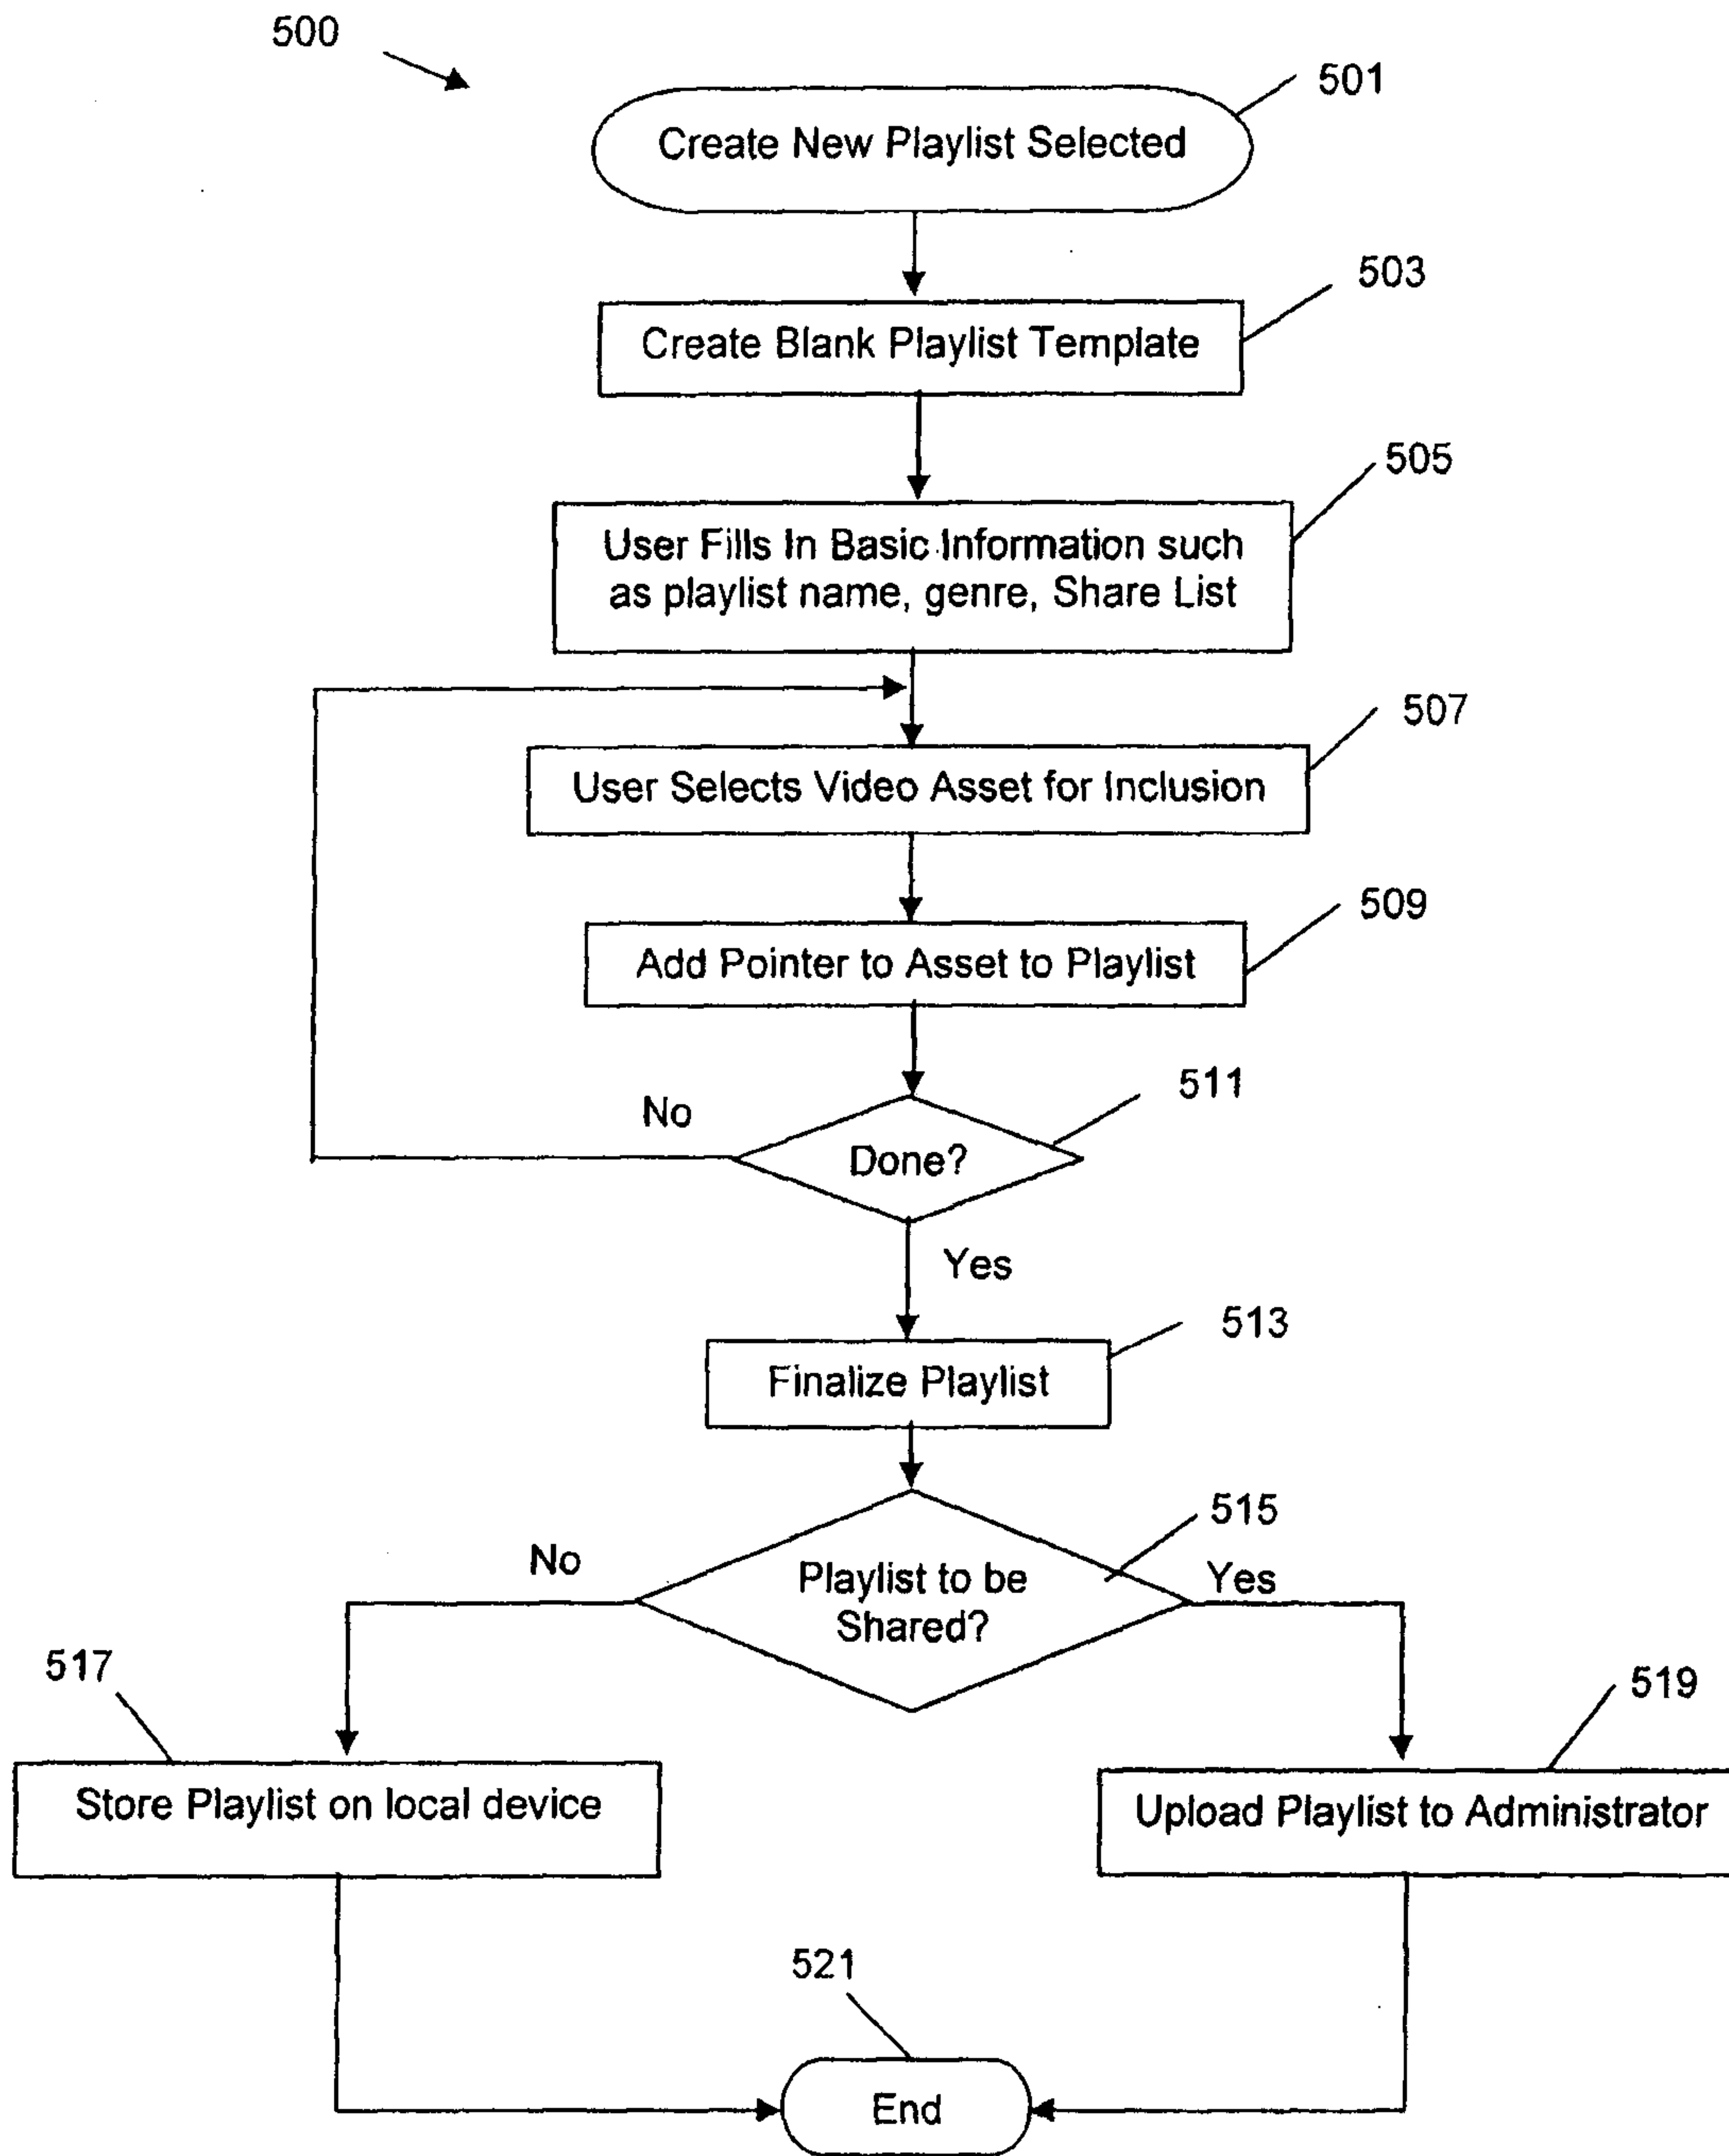 500
501
Create New Playlist Selected
503
Create Blank Playlist Template
505
User Fills In Basic Information such
as playlist name, genre, Share List
507
User Selects Video Asset for Inclusion
509
Add Pointer to Asset to Playlist
511
No
Done?
Yes
513
Finalize Playlist
515
No
Playlist to be
Shared?
Yes
517
519
Store Playlist on local device
Upload Playlist to Administrator
521
End